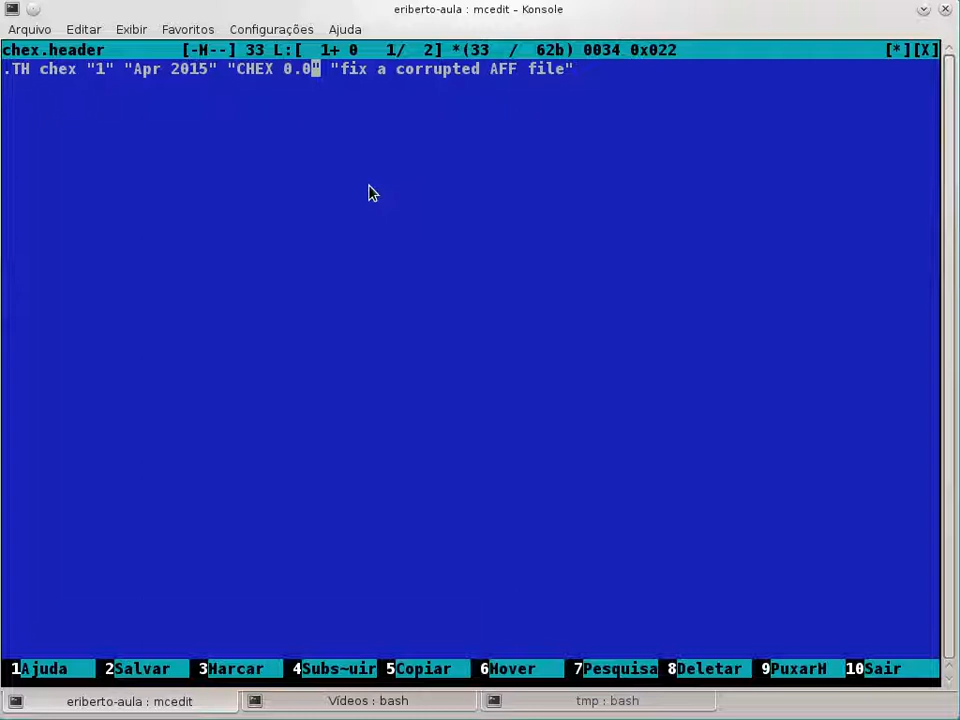 eriberto-aula : mcedit – Konsole
Arquivo Editar Exibir Favoritos Configurações Ajuda
chex.header [-M--] 33 L:[ 1+ 0 1/ 2] *(33 / 62b) 0034 0x022 [*][X]
.TH chex "1" "Apr 2015" "CHEX 0.0" "fix a corrupted AFF file"
1Ajuda 2Salvar 3Marcar 4Subs~uir 5Copiar 6Mover 7Pesquisa 8Deletar 9PuxarM 10Sair
eriberto-aula : mcedit Vídeos : bash tmp : bash